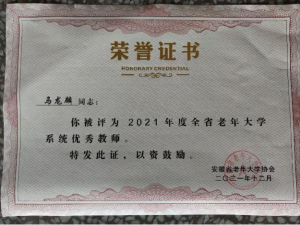 荣誉证书
HONORARY CREDENTIAL
马龙麟 同志：
你被评为2021年度全省老年大学
系统优秀教师。
特发此证，以资鼓励。
安徽省老年大学协会
二〇二一年十二月